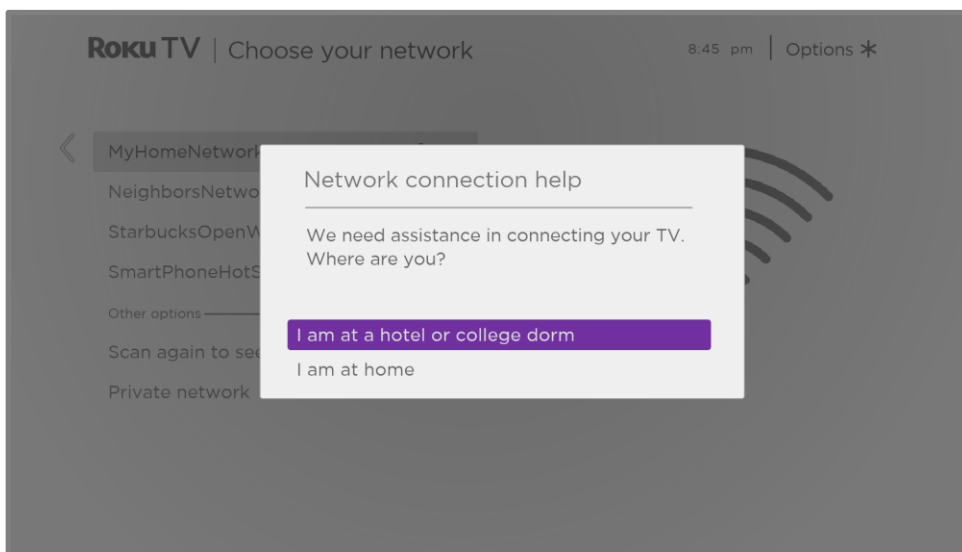 Roku TV | Choose your network
8:45 pm | Options *
MyHomeNetwork
NeighborsNetwo
StarbucksOpenW
SmartPhoneHotS
Other options
Scan again to see
Private network
Network connection help
We need assistance in connecting your TV.
Where are you?
I am at a hotel or college dorm
I am at home